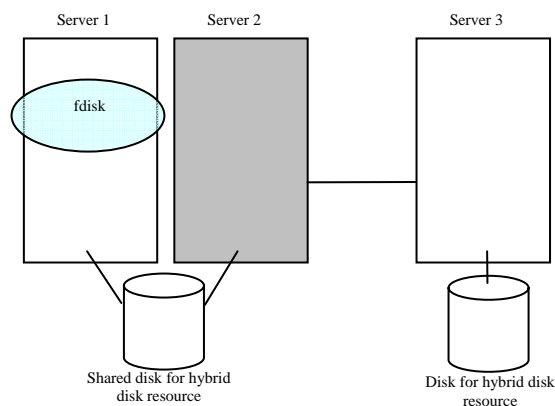 Server 1
Server 2
Server 3
fdisk
Shared disk for hybrid
disk resource
Disk for hybrid disk
resource